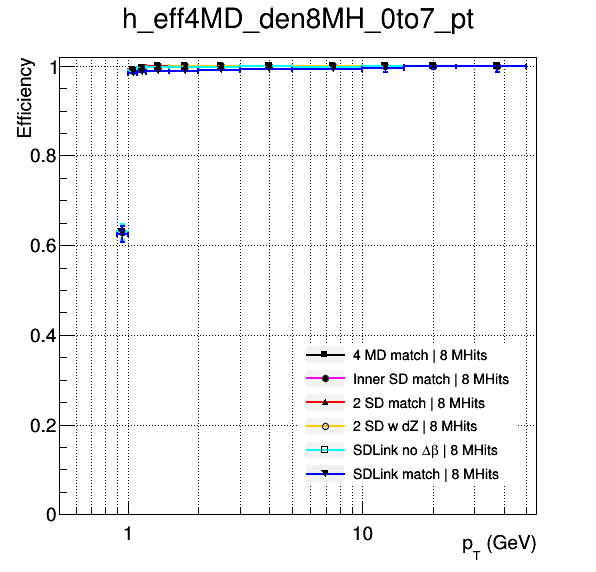 h_eff4MD_den8MH_0to7_pt
Efficiency
1
0.8
0.6
0.4
0.2
0
4 MD match | 8 MHits
Inner SD match | 8 MHits
2 SD match | 8 MHits
2 SD w dZ | 8 MHits
SDLink no Δβ | 8 MHits
SDLink match | 8 MHits
1 10
p_T (GeV)